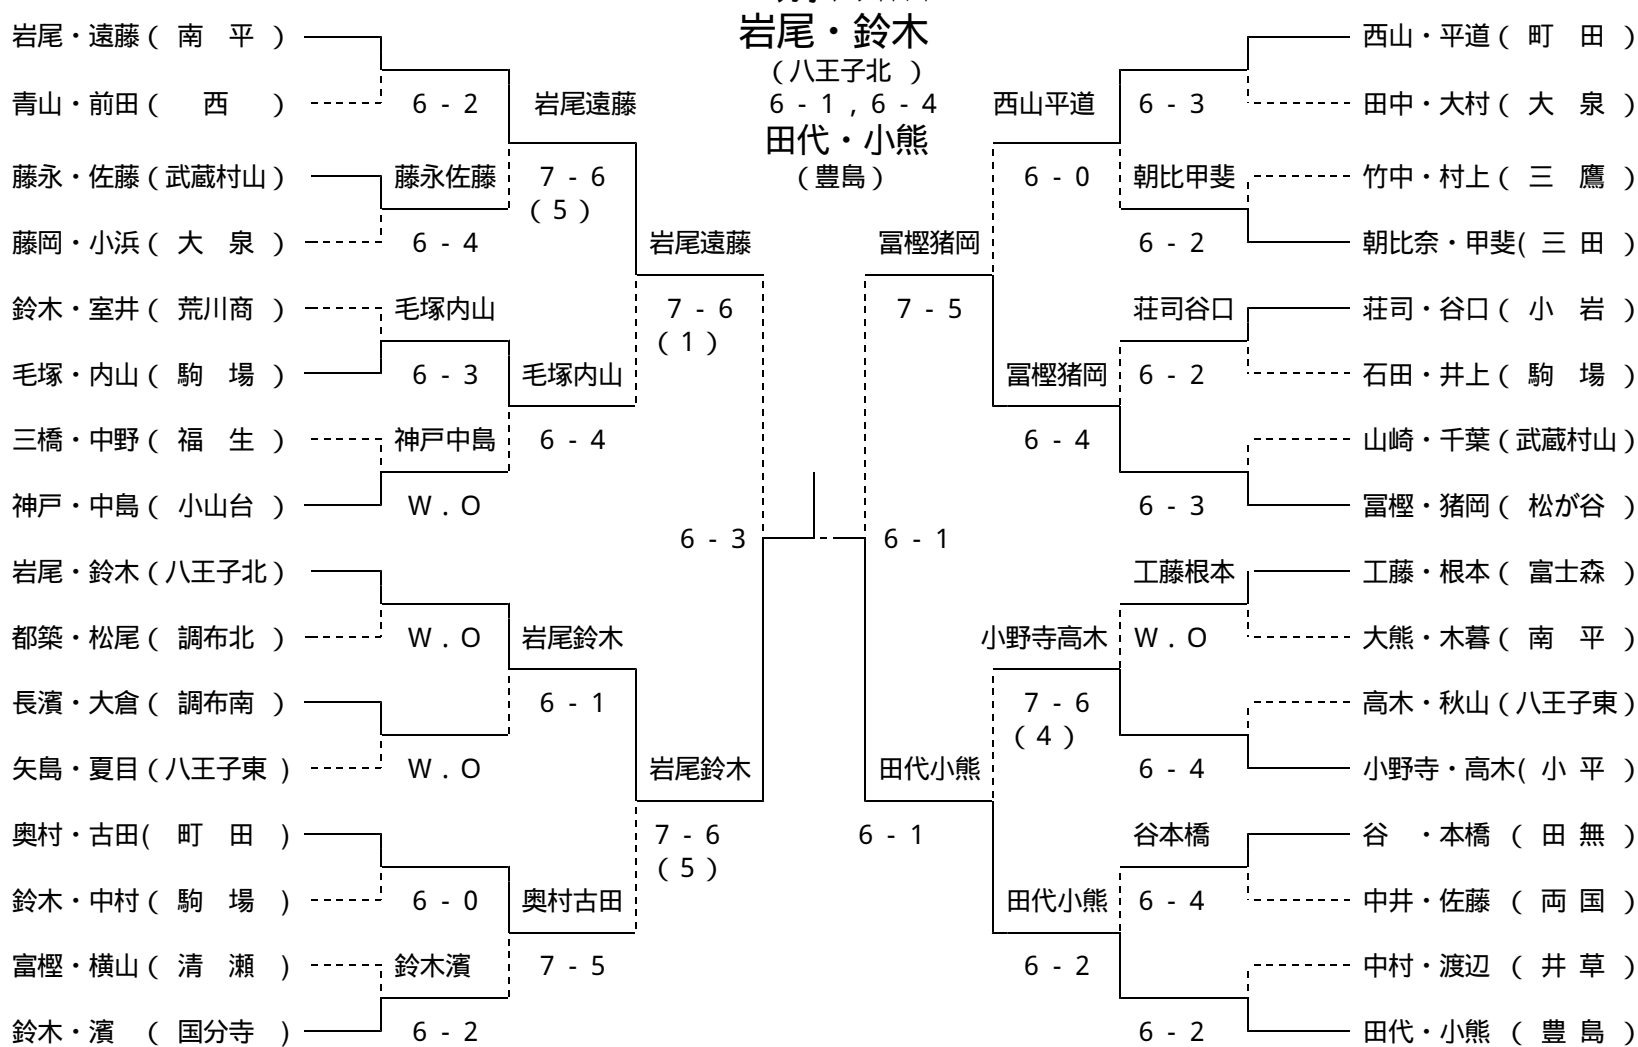 岩尾・鈴木
(八王子北 )
6 - 1 , 6 - 4
田代・小熊
(豊島)
岩尾・遠藤( 南 平 )
青山・前田( 西 )
6 - 2
岩尾遠藤
藤永・佐藤(武蔵村山)
藤永佐藤
7 - 6
( 5 )
藤岡・小浜( 大 泉 )
6 - 4
岩尾遠藤
鈴木・室井( 荒川商 )
毛塚内山
7 - 6
( 1 )
毛塚・内山( 駒 場 )
6 - 3
毛塚内山
三橋・中野( 福 生 )
神戸中島
6 - 4
神戸・中島( 小山台 )
W . O
6 - 3
岩尾・鈴木(八王子北)
都築・松尾( 調布北 )
W . O
岩尾鈴木
長濱・大倉( 調布南 )
6 - 1
矢島・夏目(八王子東 )
W . O
岩尾鈴木
奥村・古田( 町 田 )
7 - 6
( 5 )
鈴木・中村( 駒 場 )
6 - 0
奥村古田
冨樫・横山( 清 瀬 )
鈴木濱
7 - 5
鈴木・濱 ( 国分寺 )
6 - 2
西山・平道( 町 田 )
西山平道
6 - 3
田中・大村( 大 泉 )
6 - 0
朝比甲斐
竹中・村上( 三 鷹 )
冨樫猪岡
6 - 2
朝比奈・甲斐( 三 田 )
7 - 5
荘司谷口
荘司・谷口( 小 岩 )
冨樫猪岡
6 - 2
石田・井上( 駒 場 )
6 - 4
山崎・千葉(武蔵村山)
6 - 3
冨樫・猪岡( 松が谷 )
6 - 1
工藤根本
工藤・根本( 富士森 )
小野寺高木
W . O
大熊・木暮( 南 平 )
7 - 6
( 4 )
高木・秋山(八王子東)
田代小熊
6 - 4
小野寺・高木( 小 平 )
6 - 1
谷本橋
谷 ・本橋 ( 田 無 )
田代小熊
6 - 4
中井・佐藤 ( 両 国 )
6 - 2
中村・渡辺 ( 井 草 )
6 - 2
田代・小熊 ( 豊 島 )